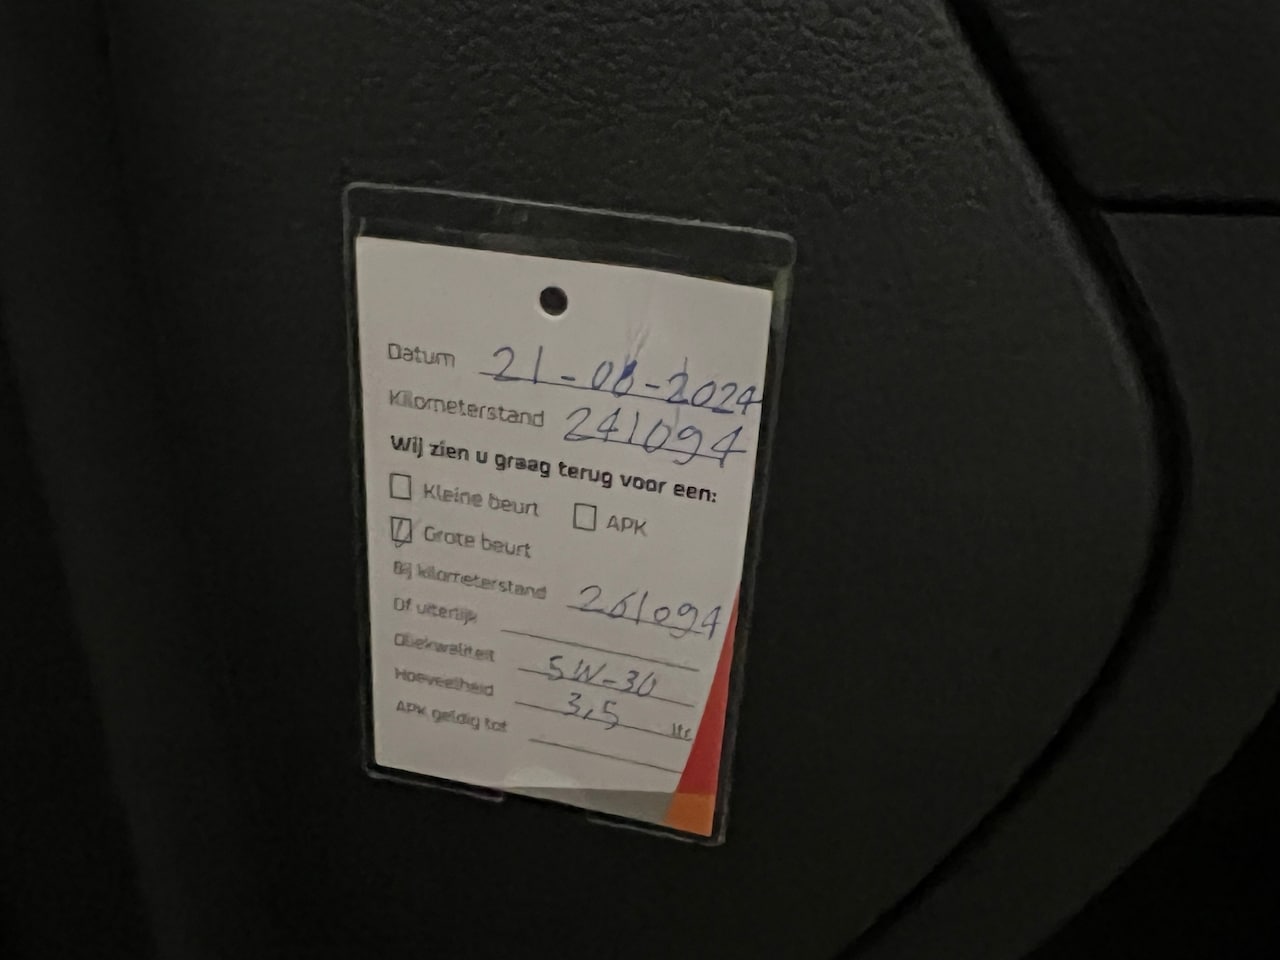 Datum 21-08-2024
Kilometerstand 241094
Wij zien u graag terug voor een:
Kleine beurt APK
Grote beurt
Bij kilometerstand 261094
Of uiterlijk
Oliekwaliteit 5W-30
Hoeveelheid 3,5 ltr
APK geldig tot